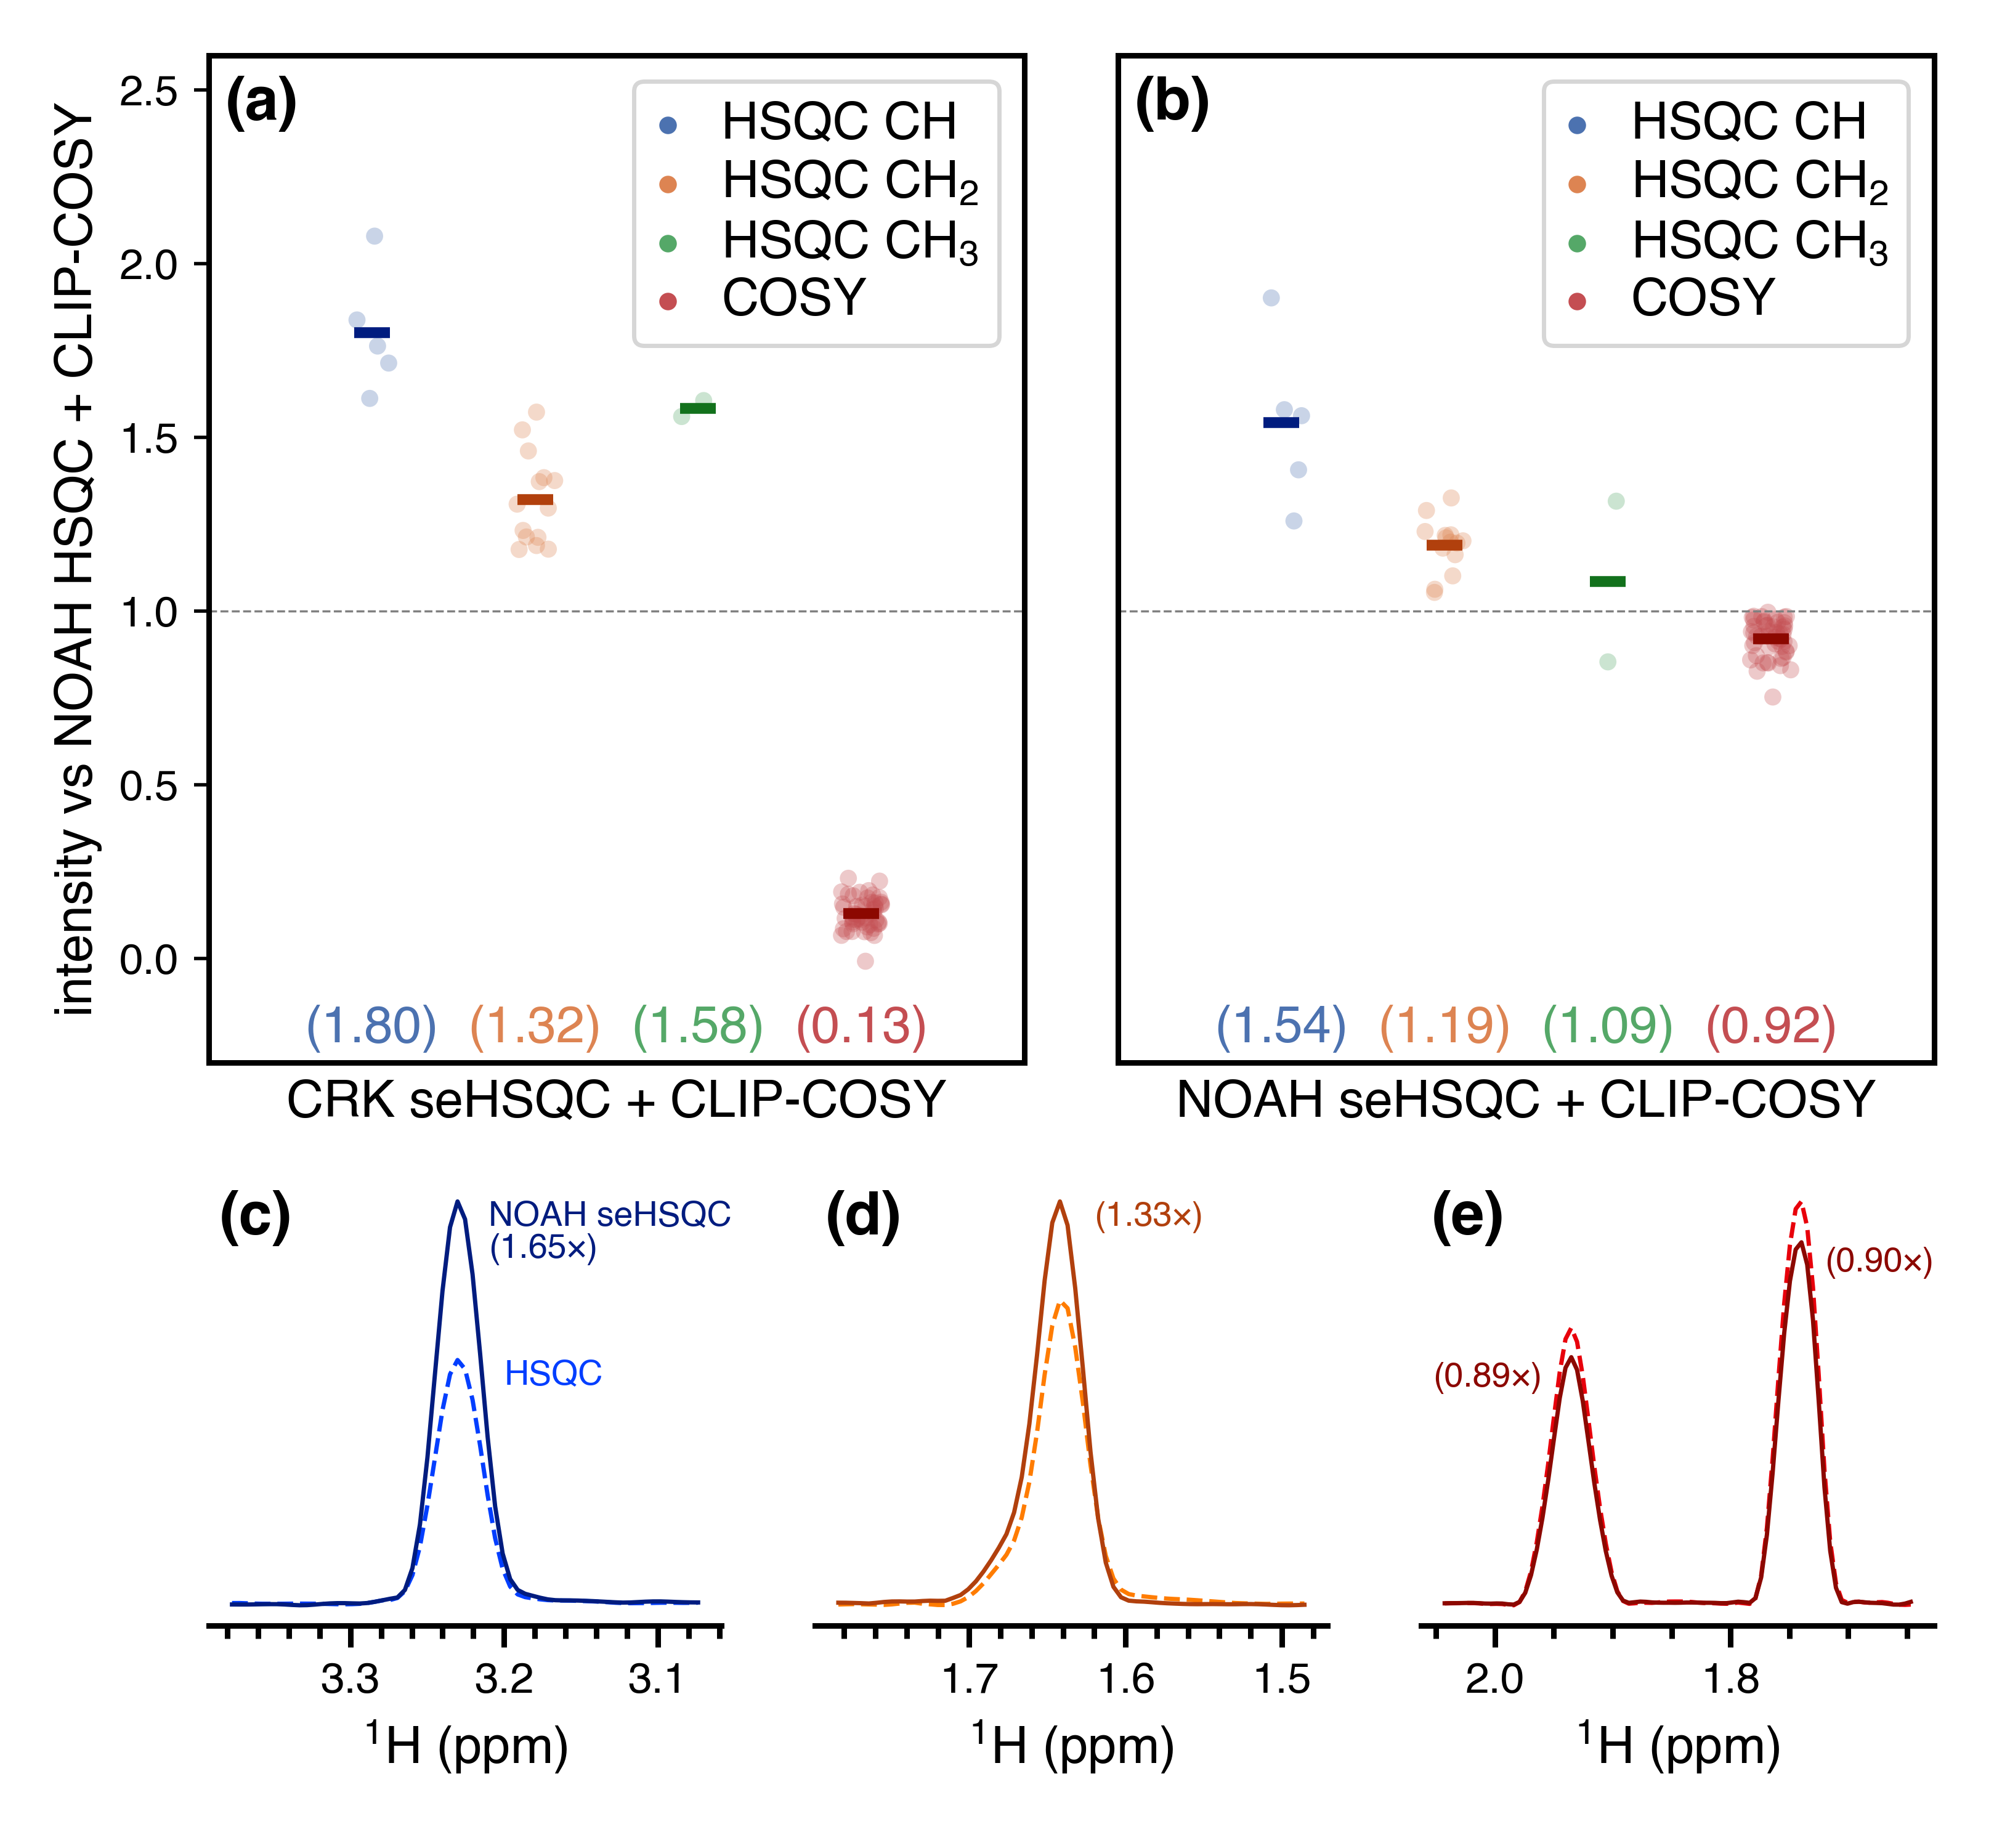 intensity vs NOAH HSQC + CLIP-COSY
2.5
2.0
1.5
1.0
0.5
0.0
(a)
HSQC CH
HSQC CH₂
HSQC CH₃
COSY
(1.80) (1.32) (1.58) (0.13)
CRK seHSQC + CLIP-COSY
(b)
HSQC CH
HSQC CH₂
HSQC CH₃
COSY
(1.54) (1.19) (1.09) (0.92)
NOAH seHSQC + CLIP-COSY
(c)
NOAH seHSQC
(1.65×)
HSQC
3.3 3.2 3.1
¹H (ppm)
(d)
(1.33×)
1.7 1.6 1.5
¹H (ppm)
(e)
(0.90×)
(0.89×)
2.0 1.8
¹H (ppm)